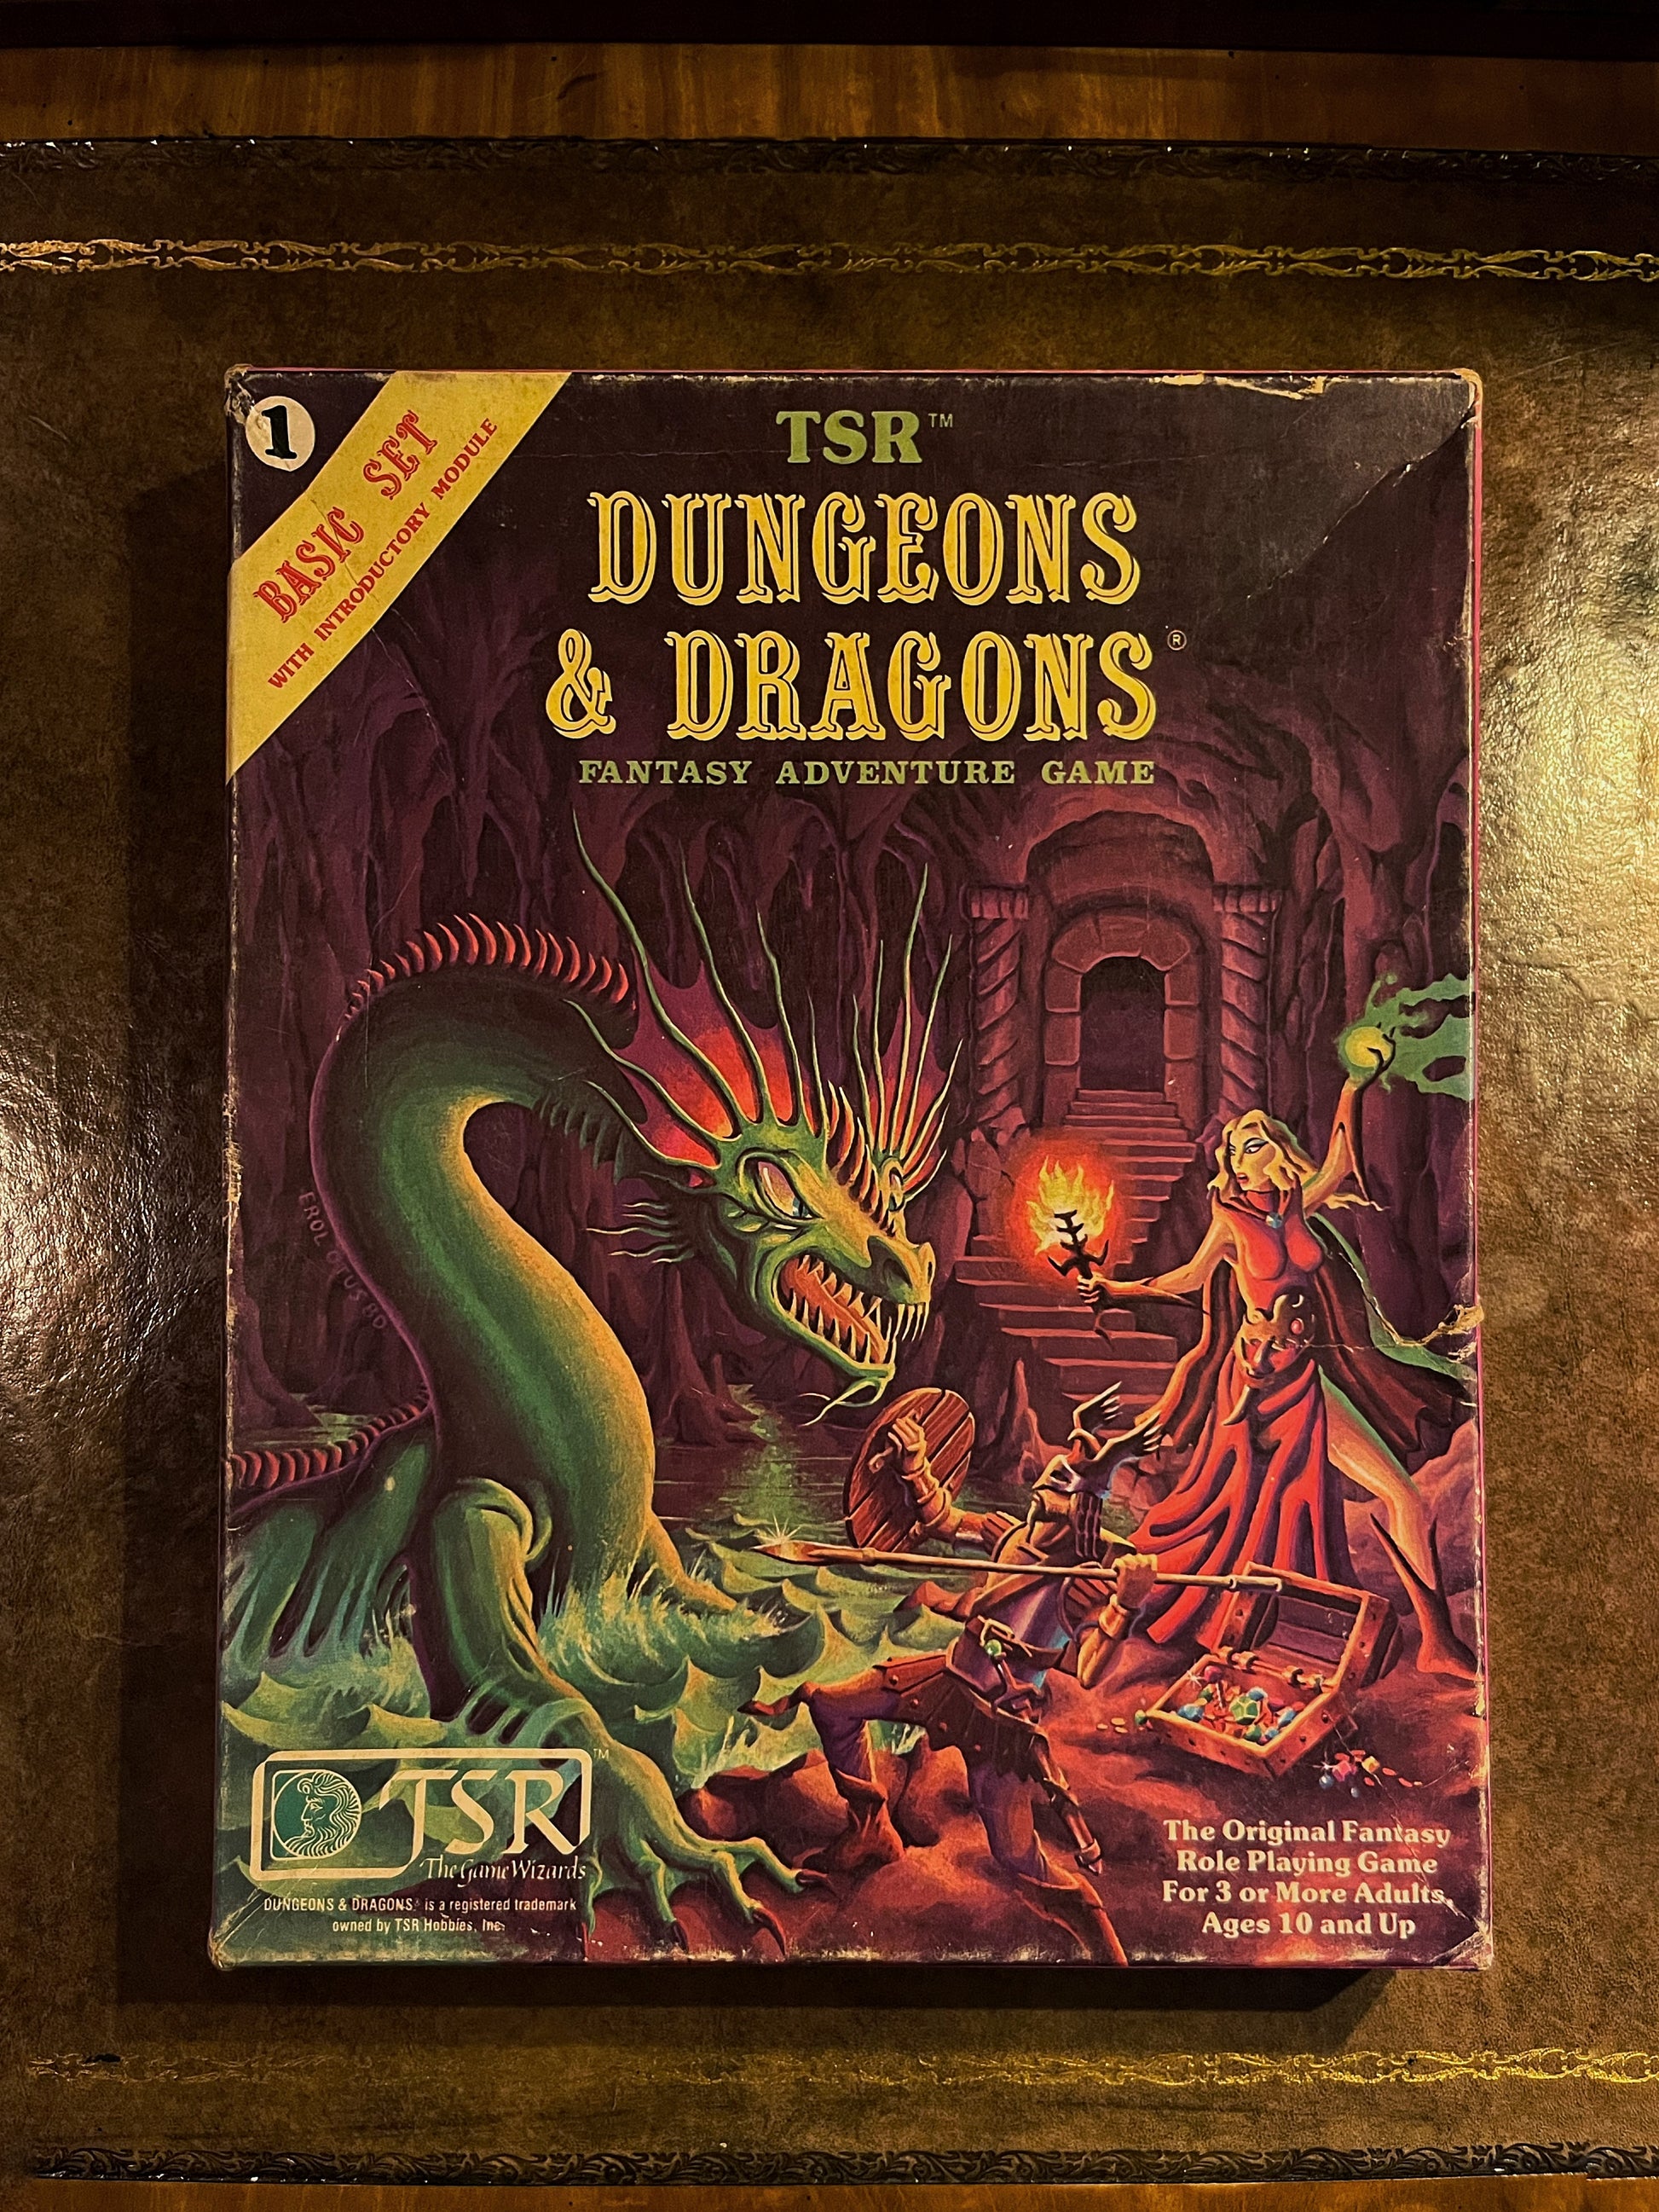 1
BASIC SET
WITH INTRODUCTORY MODULE
TSR™
DUNGEONS
& DRAGONS®
FANTASY ADVENTURE GAME
EROL OTUS 80
TSR™
The Game Wizards
DUNGEONS & DRAGONS® is a registered trademark
owned by TSR Hobbies, Inc.
The Original Fantasy
Role Playing Game
For 3 or More Adults,
Ages 10 and Up